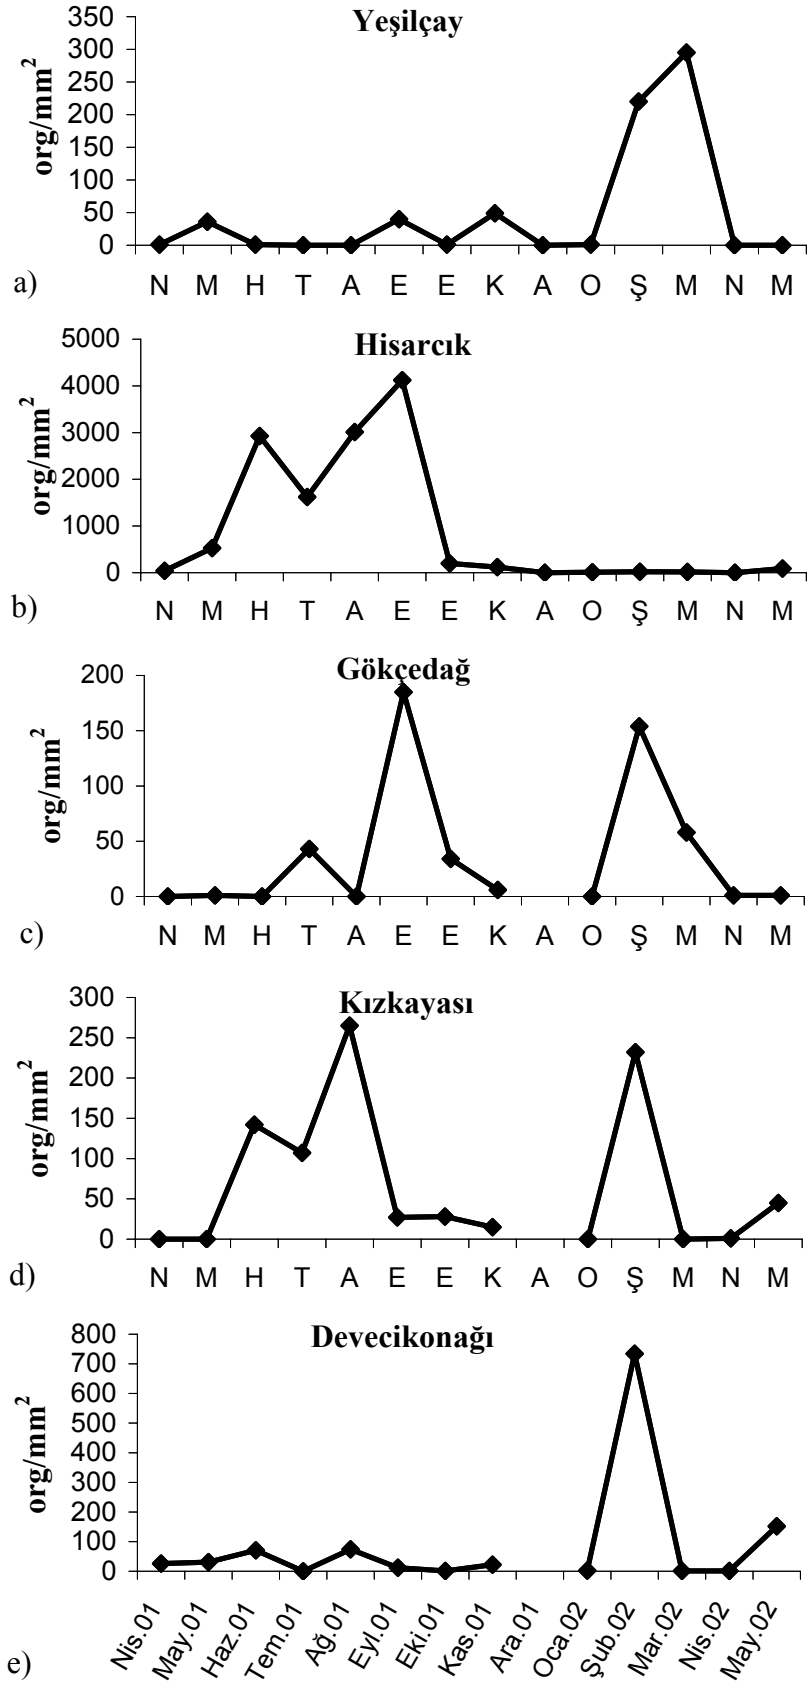 Yeşilçay
org/mm²
350
300
250
200
150
100
50
0
N M H T A E E K A O Ş M N M
a)
Hisarcık
org/mm²
5000
4000
3000
2000
1000
0
N M H T A E E K A O Ş M N M
b)
Gökçedağ
org/mm²
200
150
100
50
0
N M H T A E E K A O Ş M N M
c)
Kızkayası
org/mm²
300
250
200
150
100
50
0
N M H T A E E K A O Ş M N M
d)
Devecikonağı
org/mm²
800
700
600
500
400
300
200
100
0
Nis.01 May.01 Haz.01 Tem.01 Ağ.01 Eyl.01 Eki.01 Kas.01 Ara.01 Oca.02 Şub.02 Mar.02 Nis.02 May.02
e)